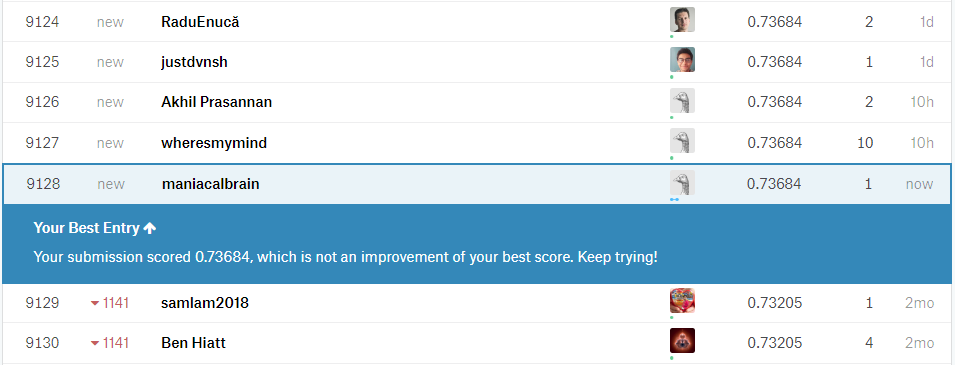 9124 new RaduEnucă 0.73684 2 1d
9125 new justdvnsh 0.73684 1 1d
9126 new Akhil Prasannan 0.73684 2 10h
9127 new wheresmymind 0.73684 10 10h
9128 new maniacalbrain 0.73684 1 now
Your Best Entry
Your submission scored 0.73684, which is not an improvement of your best score. Keep trying!
9129 1141 samlam2018 0.73205 1 2mo
9130 1141 Ben Hiatt 0.73205 4 2mo